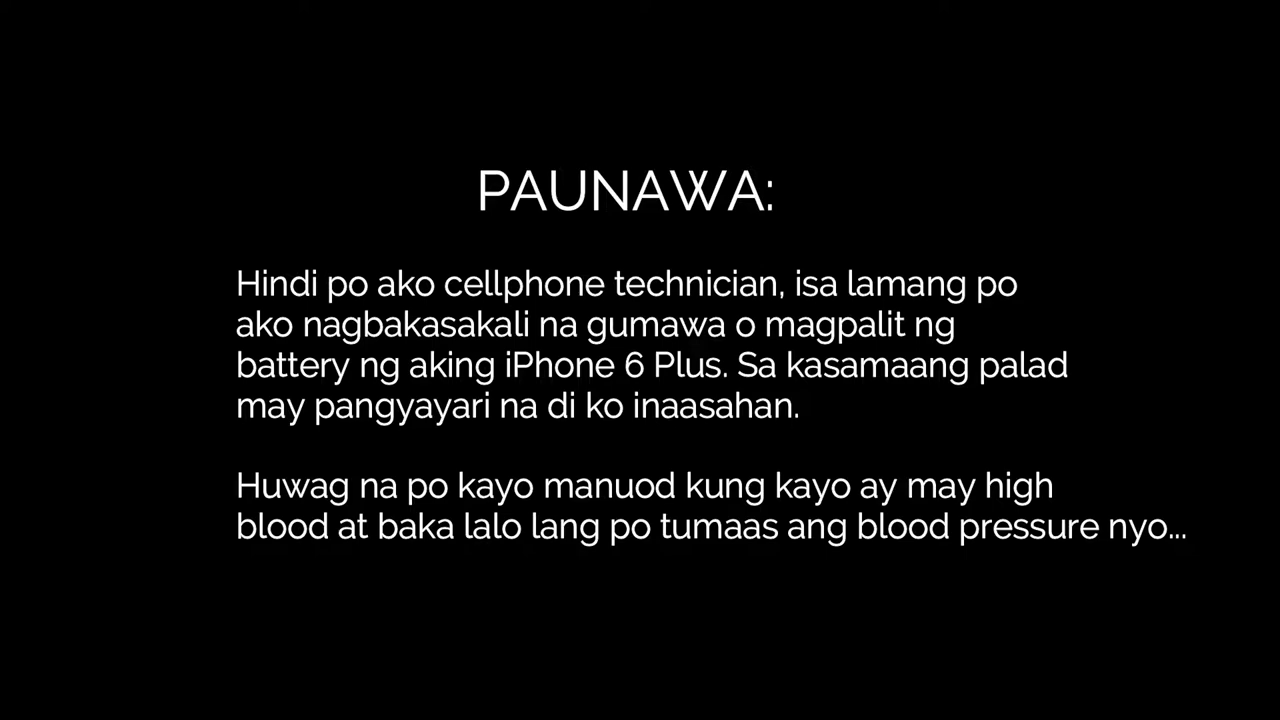 PAUNAWA:
Hindi po ako cellphone technician, isa lamang po
ako nagbakasakali na gumawa o magpalit ng
battery ng aking iPhone 6 Plus. Sa kasamaang palad
may pangyayari na di ko inaasahan.
Huwag na po kayo manuod kung kayo ay may high
blood at baka lalo lang po tumaas ang blood pressure nyo...